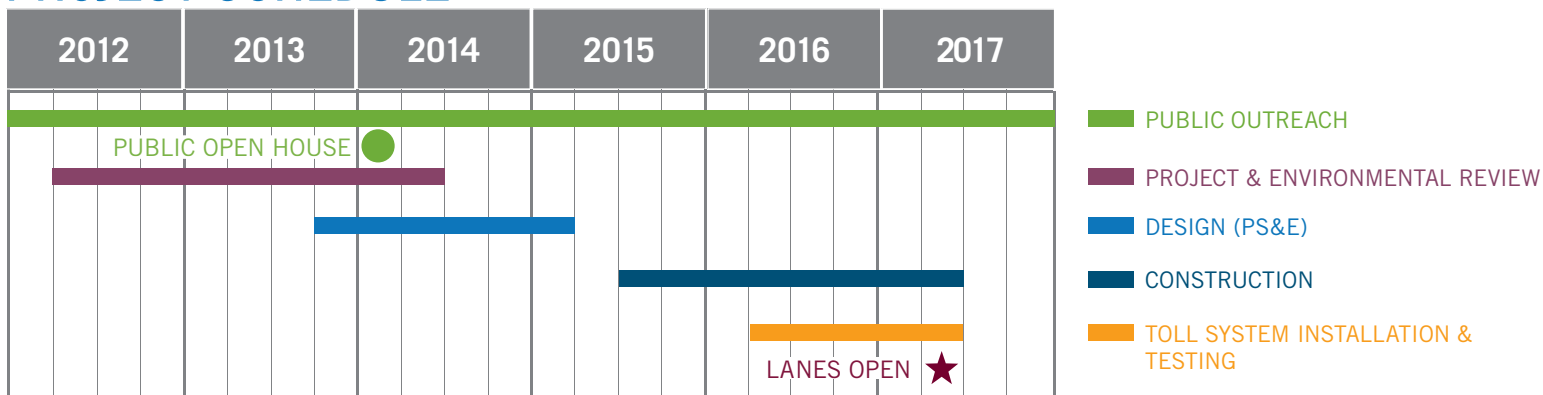 2012 2013 2014 2015 2016 2017
PUBLIC OUTREACH
PUBLIC OPEN HOUSE
PROJECT & ENVIRONMENTAL REVIEW
DESIGN (PS&E)
CONSTRUCTION
TOLL SYSTEM INSTALLATION &
TESTING
LANES OPEN